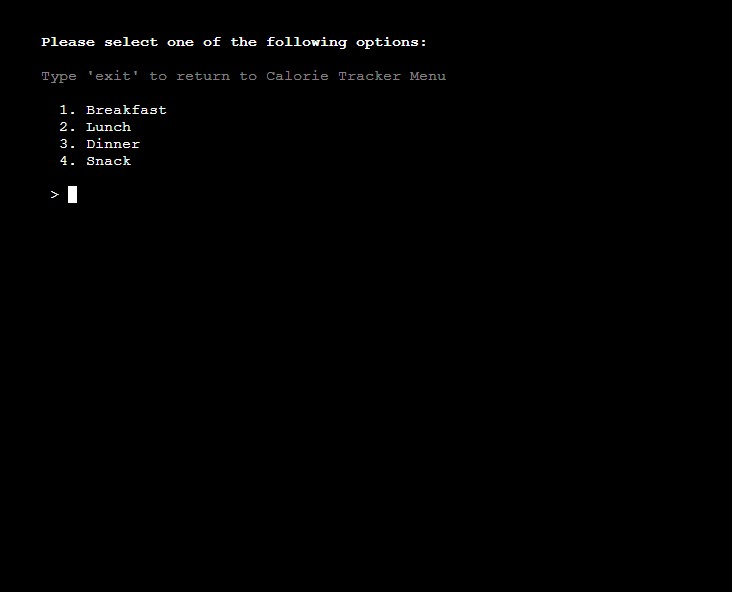 Please select one of the following options:
Type 'exit' to return to Calorie Tracker Menu
1. Breakfast
2. Lunch
3. Dinner
4. Snack
>